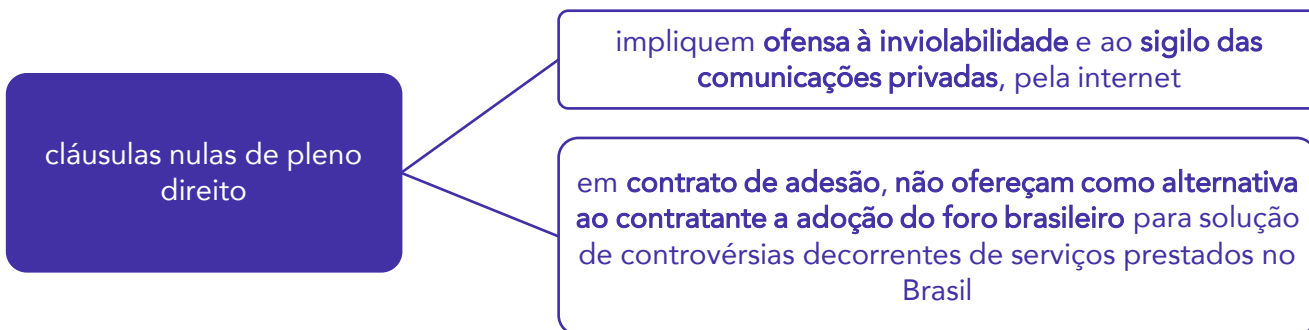 cláusulas nulas de pleno
direito
impliquem ofensa à inviolabilidade e ao sigilo das
comunicações privadas, pela internet
em contrato de adesão, não ofereçam como alternativa
ao contratante a adoção do foro brasileiro para solução
de controvérsias decorrentes de serviços prestados no
Brasil